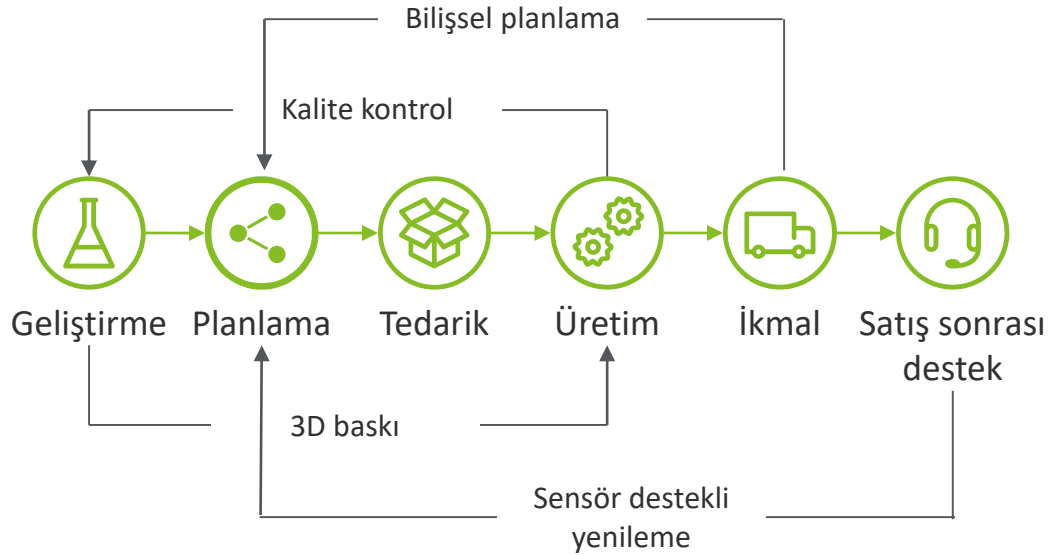 Bilişsel planlama
Kalite kontrol
Geliştirme
Planlama
Tedarik
Üretim
İkmal
Satış sonrası
destek
3D baskı
Sensör destekli
yenileme